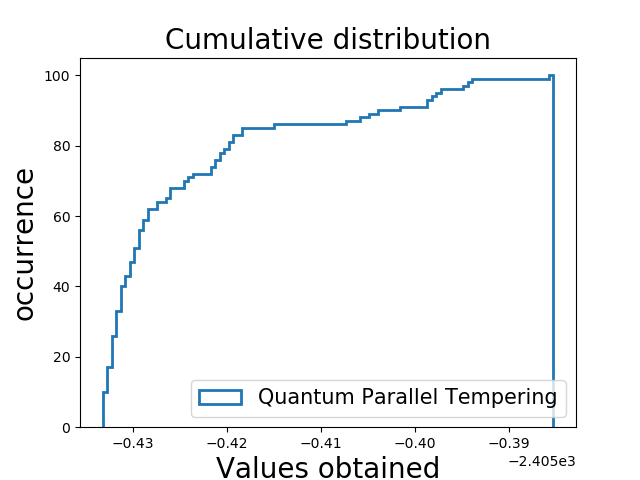 Cumulative distribution
100
80
60
40
20
0
occurrence
Quantum Parallel Tempering
−0.43 −0.42 −0.41 −0.40 −0.39
−2.405e3
Values obtained